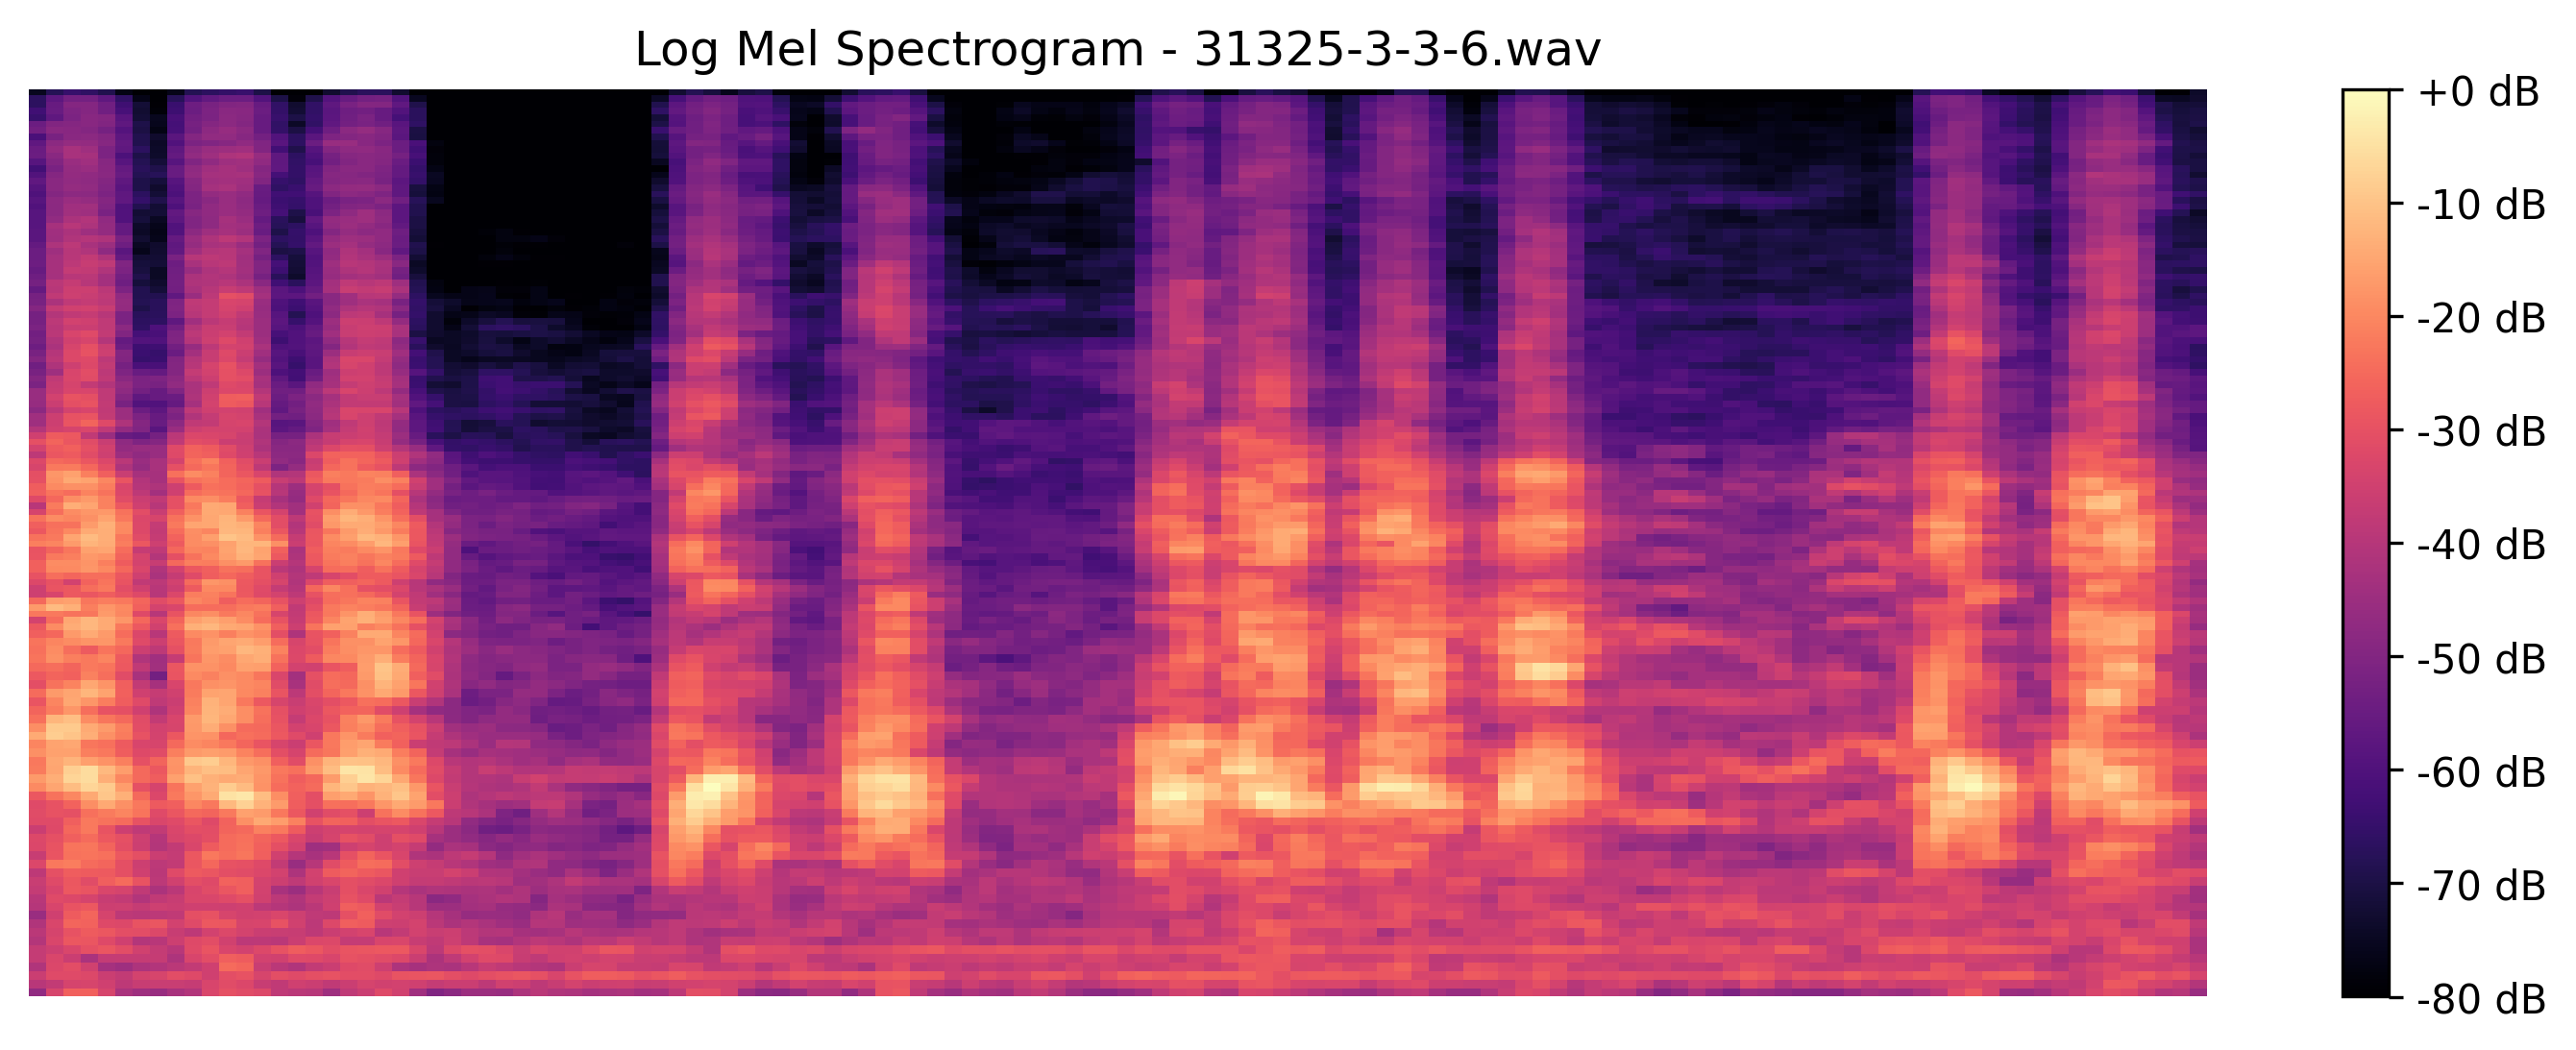 Log Mel Spectrogram - 31325-3-3-6.wav
+0 dB
-10 dB
-20 dB
-30 dB
-40 dB
-50 dB
-60 dB
-70 dB
-80 dB